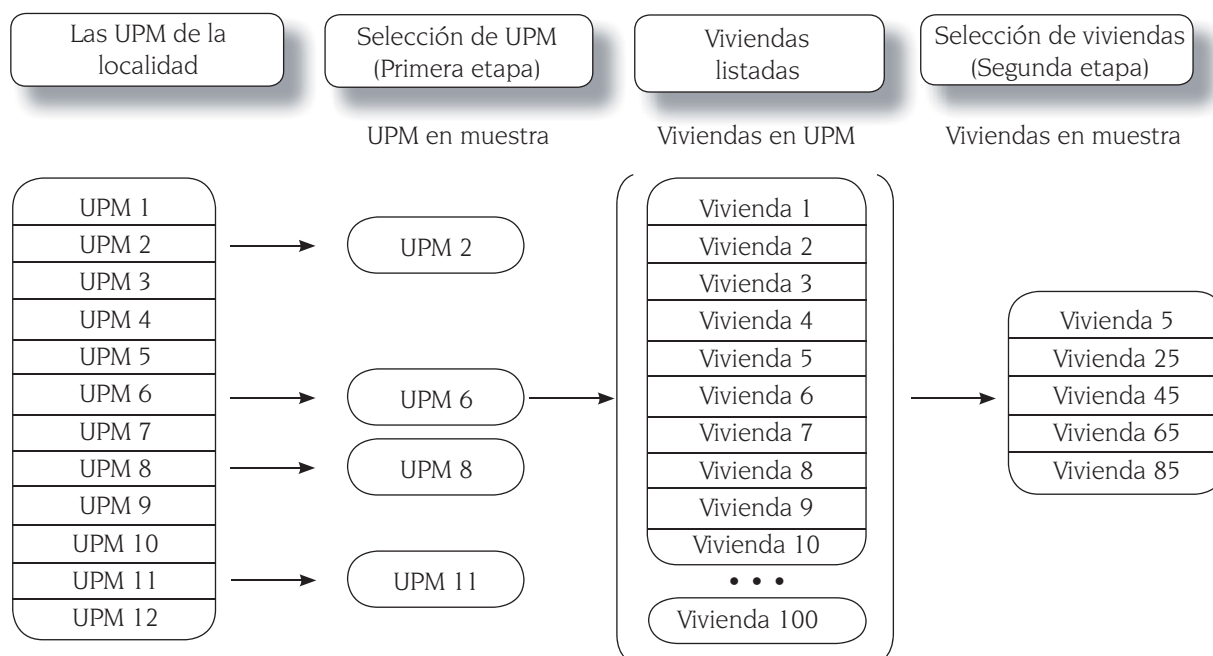 Las UPM de la
localidad
Selección de UPM
(Primera etapa)
Viviendas
listadas
Selección de viviendas
(Segunda etapa)
UPM en muestra
Viviendas en UPM
Viviendas en muestra
UPM 1
UPM 2
UPM 3
UPM 4
UPM 5
UPM 6
UPM 7
UPM 8
UPM 9
UPM 10
UPM 11
UPM 12
UPM 2
UPM 6
UPM 8
UPM 11
Vivienda 1
Vivienda 2
Vivienda 3
Vivienda 4
Vivienda 5
Vivienda 6
Vivienda 7
Vivienda 8
Vivienda 9
Vivienda 10
• • •
Vivienda 100
Vivienda 5
Vivienda 25
Vivienda 45
Vivienda 65
Vivienda 85